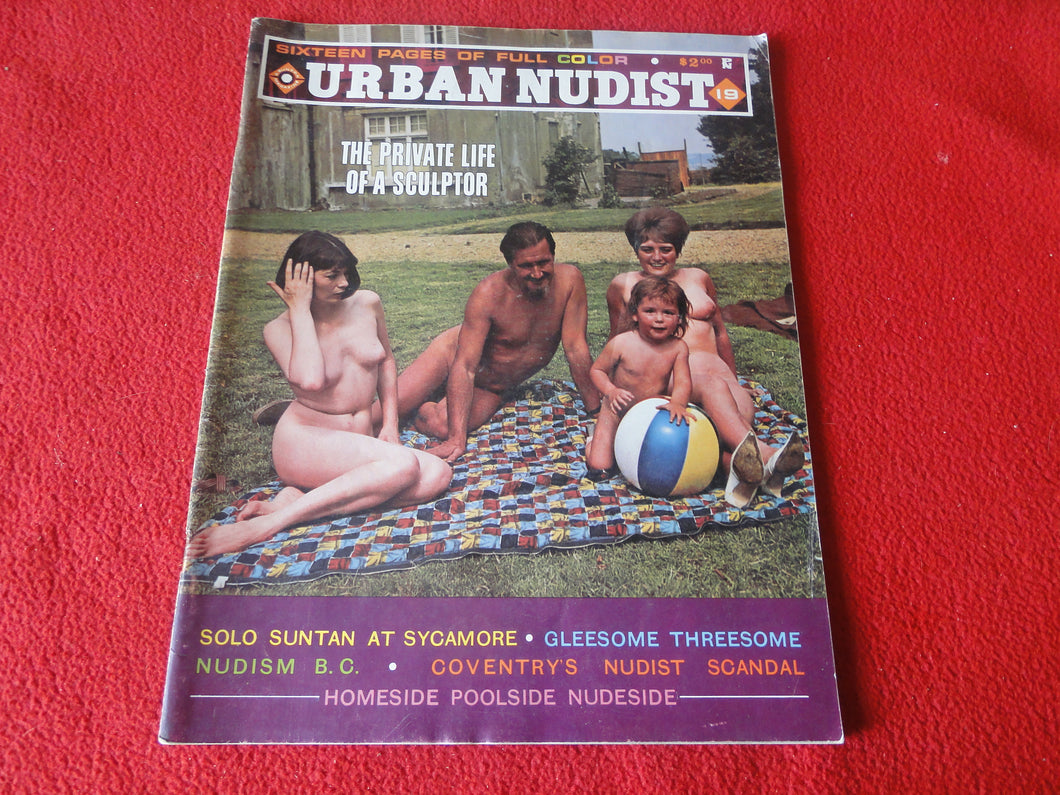 SIXTEEN PAGES OF FULL COLOR • $2.00
URBAN NUDIST
19
THE PRIVATE LIFE
OF A SCULPTOR
SOLO SUNTAN AT SYCAMORE • GLEESOME THREESOME
NUDISM B.C. • COVENTRY'S NUDIST SCANDAL
HOMESIDE POOLSIDE NUDESIDE